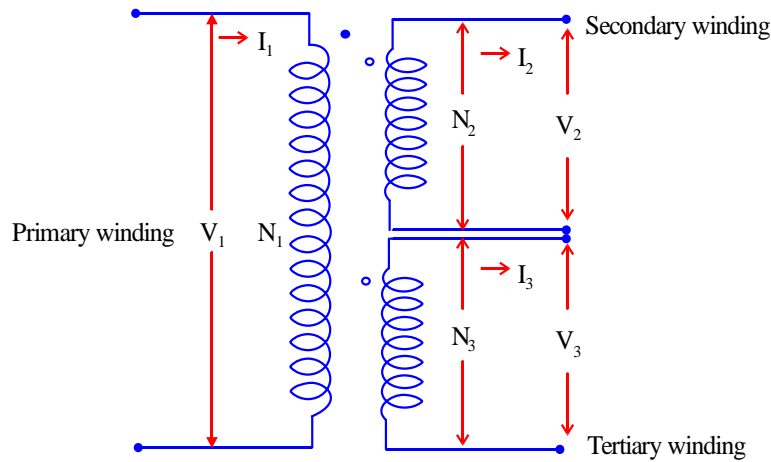 Secondary winding
I₁
I₂
N₂
V₂
Primary winding
V₁
N₁
I₃
N₃
V₃
Tertiary winding